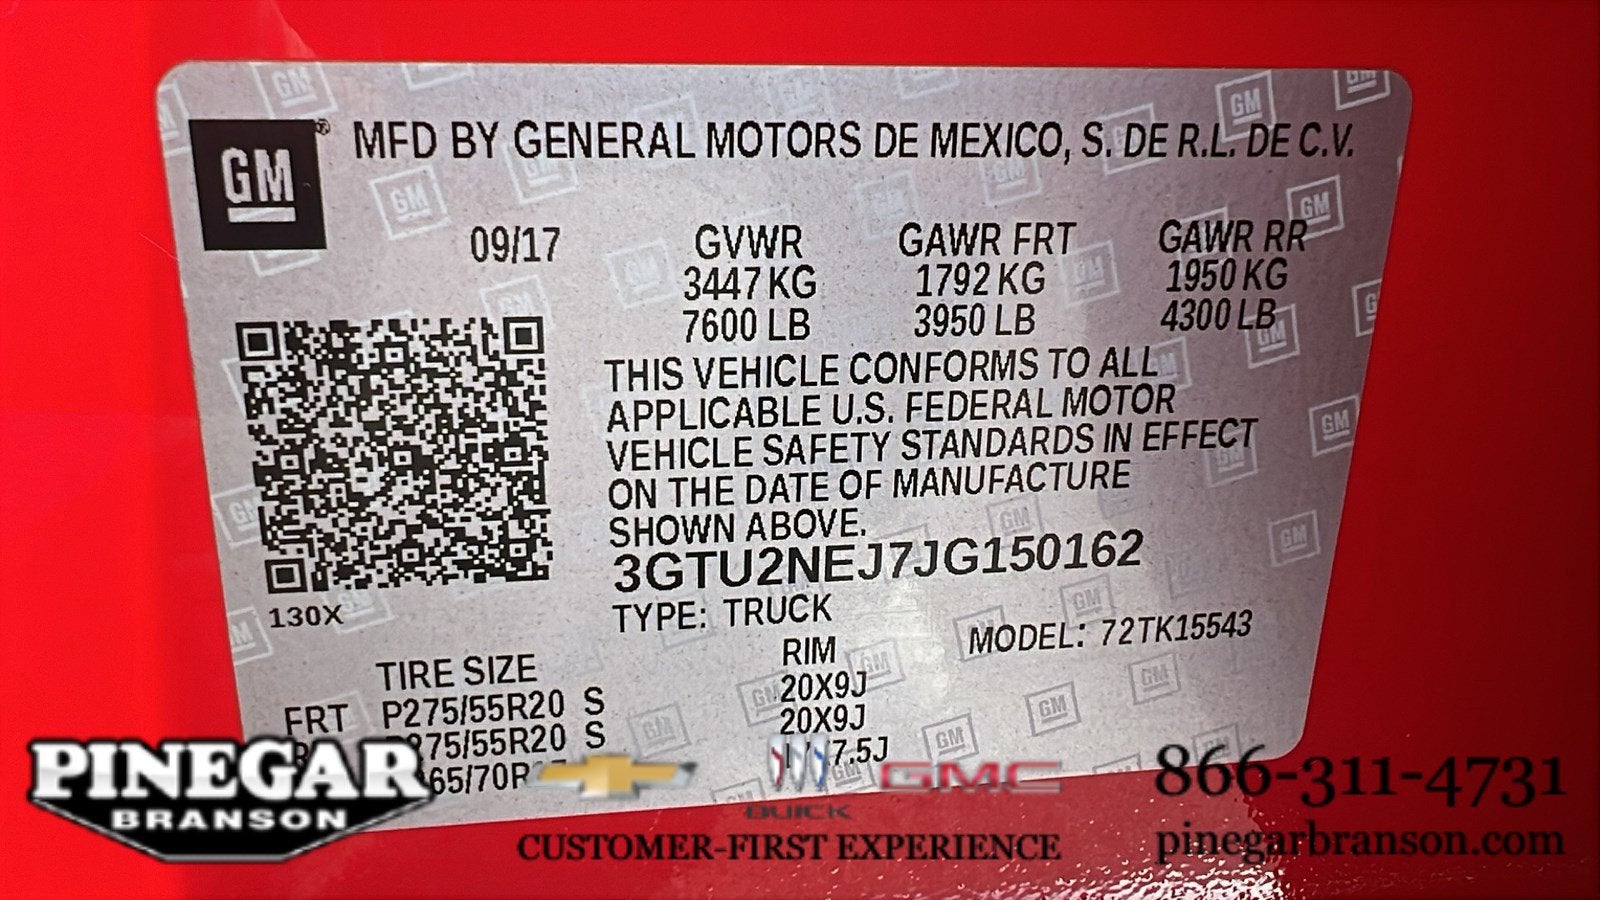 GM® MFD BY GENERAL MOTORS DE MEXICO, S. DE R.L. DE C.V.
09/17 GVWR GAWR FRT GAWR RR
3447 KG 1792 KG 1950 KG
7600 LB 3950 LB 4300 LB
THIS VEHICLE CONFORMS TO ALL
APPLICABLE U.S. FEDERAL MOTOR
VEHICLE SAFETY STANDARDS IN EFFECT
ON THE DATE OF MANUFACTURE
SHOWN ABOVE.
3GTU2NEJ7JG150162
130X
TYPE: TRUCK MODEL: 72TK15543
TIRE SIZE RIM
FRT P275/55R20 S 20X9J
275/55R20 S 20X9J
65/70R 7.5J
PINEGAR
BRANSON
BUICK
GMC
CUSTOMER-FIRST EXPERIENCE
866-311-4731
pinegarbranson.com